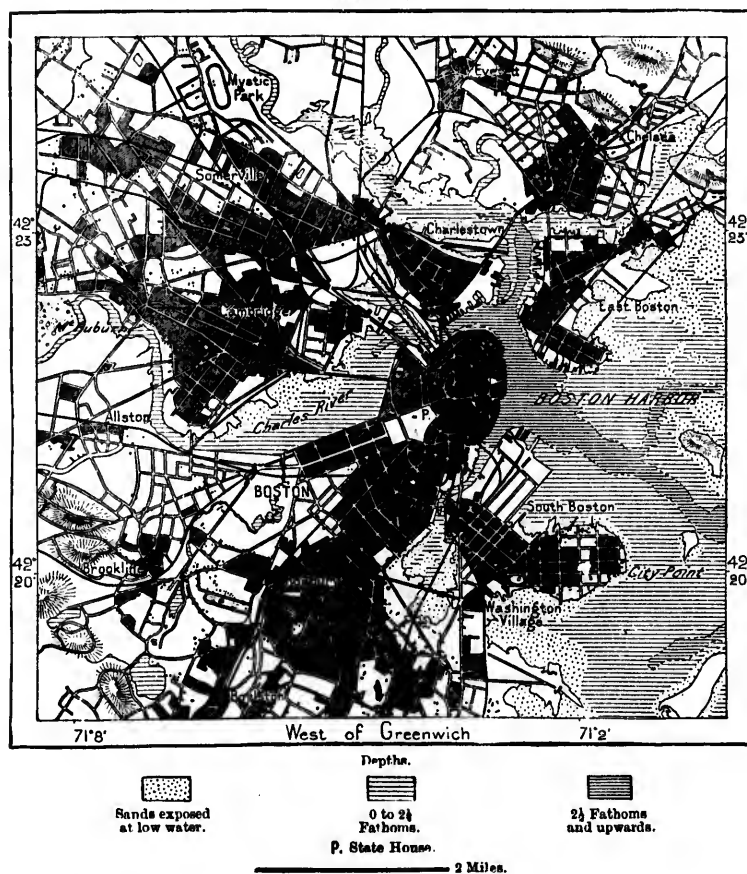 Mystic
Park
Everett
Chelsea
Somerville
42°
23'
Charlestown
42°
23'
Cambridge
East Boston
Mt Auburn
Charles River
BOSTON HARBOR
Allston
P.
BOSTON
South Boston
42°
20'
Brookline
Roxbury
City Point
42°
20'
Washington
Village
71°8'
West of Greenwich
71°2'
Depths.
Sands exposed
at low water.
0 to 2½
Fathoms.
2½ Fathoms
and upwards.
P. State House.
2 Miles.